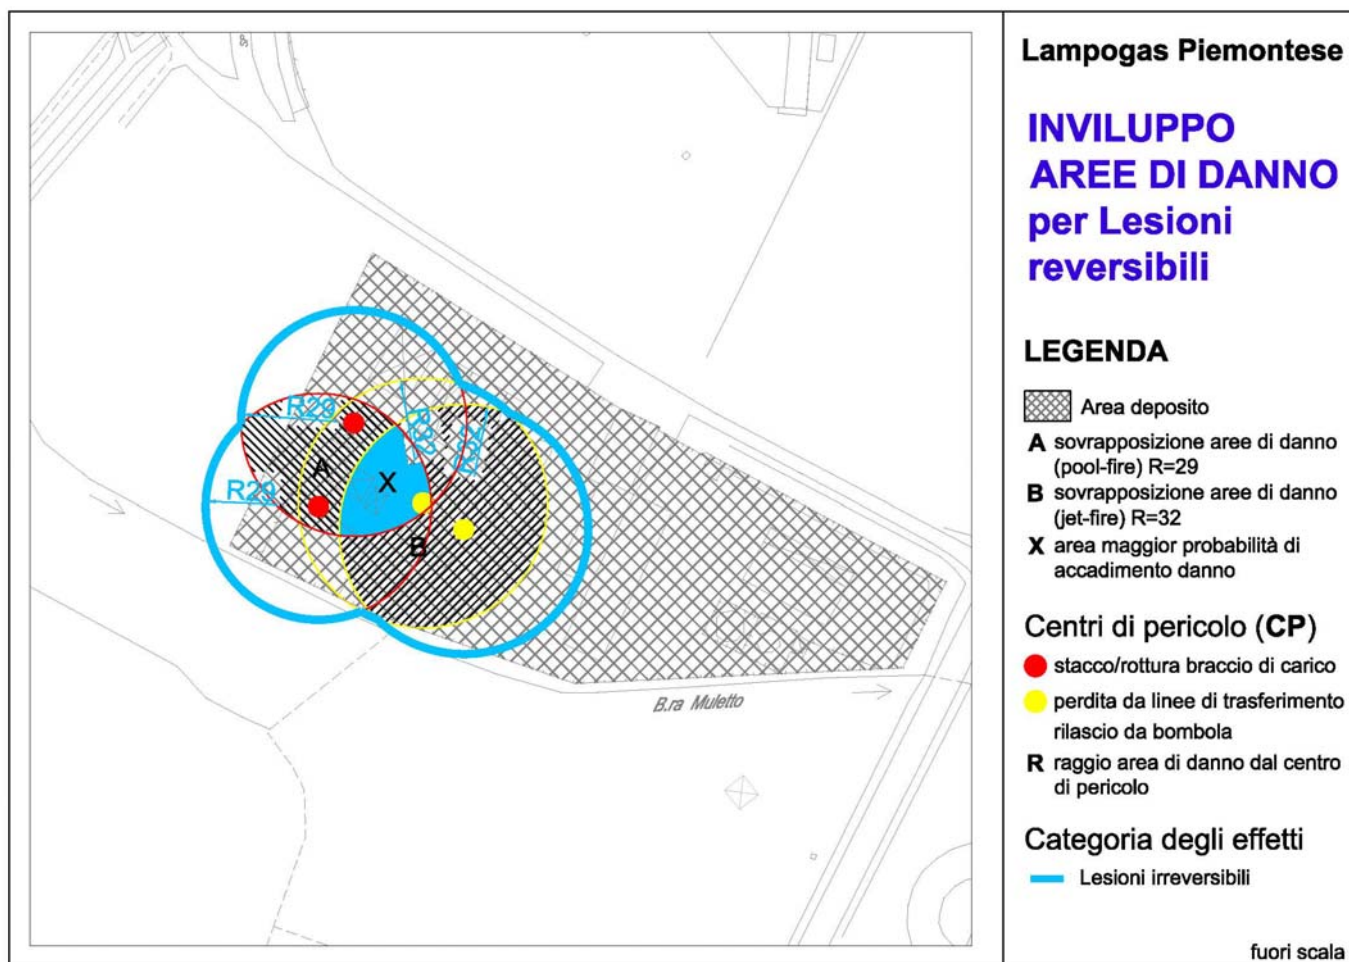 SP
R29
R29
R32
R32
A
X
B
B.ra Muletto
Lampogas Piemontese
INVILUPPO
AREE DI DANNO
per Lesioni
reversibili
LEGENDA
Area deposito
A sovrapposizione aree di danno
(pool-fire) R=29
B sovrapposizione aree di danno
(jet-fire) R=32
X area maggior probabilità di
accadimento danno
Centri di pericolo (CP)
stacco/rottura braccio di carico
perdita da linee di trasferimento
rilascio da bombola
R raggio area di danno dal centro
di pericolo
Categoria degli effetti
Lesioni irreversibili
fuori scala